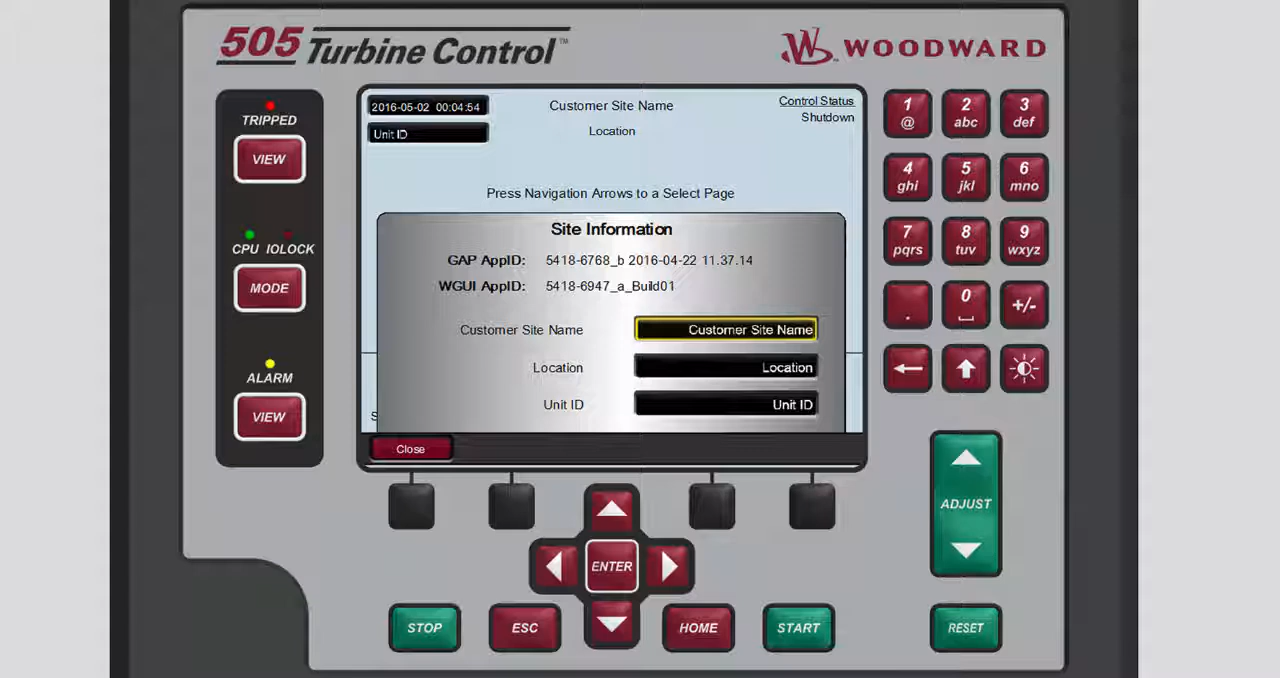 505 Turbine Control™
WOODWARD
TRIPPED
VIEW
CPU IOLOCK
MODE
ALARM
VIEW
2016-05-02 00:04:54
Customer Site Name
Control Status
Unit ID
Location
Shutdown
Press Navigation Arrows to a Select Page
Site Information
GAP AppID: 5418-6768_b 2016-04-22 11.37.14
WGUI AppID: 5418-6947_a_Build01
Customer Site Name Customer Site Name
Location Location
Unit ID Unit ID
S
Close
1 2 3
@ abc def
4 5 6
ghi jkl mno
7 8 9
pqrs tuv wxyz
. 0 +/-
ADJUST
ENTER
STOP ESC HOME START RESET